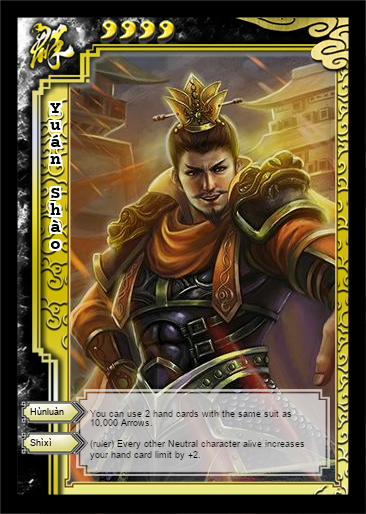 群
Yuán Shào
Hùnluàn
You can use 2 hand cards with the same suit as
10,000 Arrows.
Shìxì
(ruler) Every other Neutral character alive increases
your hand card limit by +2.